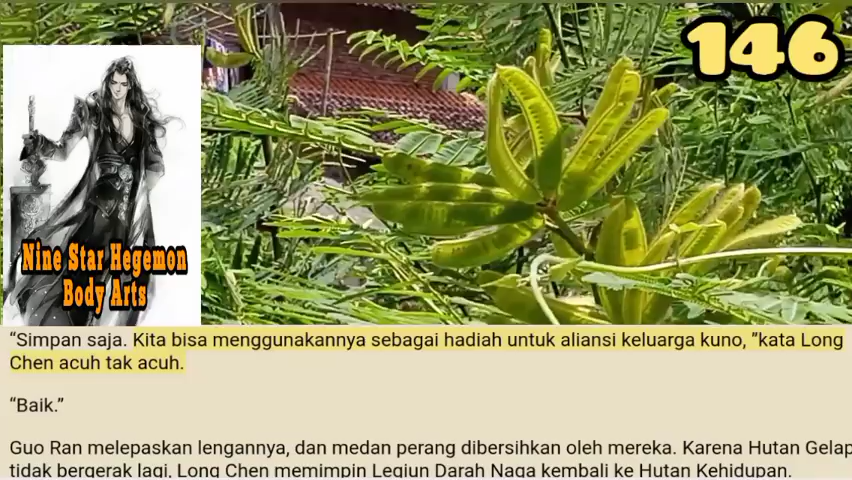 146
Nine Star Hegemon
Body Arts
“Simpan saja. Kita bisa menggunakannya sebagai hadiah untuk aliansi keluarga kuno, ”kata Long
Chen acuh tak acuh.
“Baik.”
Guo Ran melepaskan lengannya, dan medan perang dibersihkan oleh mereka. Karena Hutan Gelap
tidak bergerak lagi, Long Chen memimpin Legiun Darah Naga kembali ke Hutan Kehidupan.